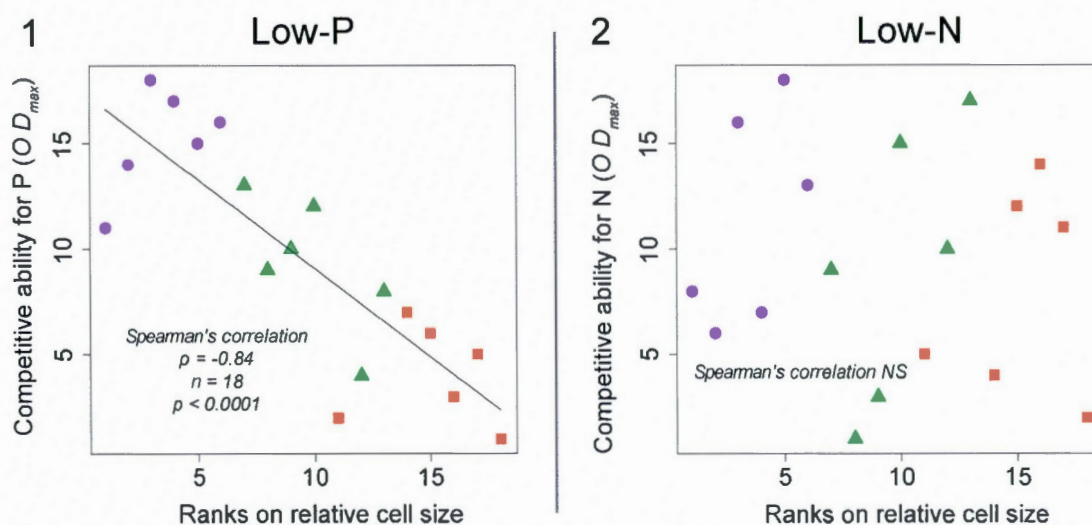 1
Low-P
Competitive ability for P (O D_max)
15
10
5
Spearman's correlation
ρ = -0.84
n = 18
p < 0.0001
5
10
15
Ranks on relative cell size
2
Low-N
Competitive ability for N (O D_max)
15
10
5
Spearman's correlation NS
5
10
15
Ranks on relative cell size